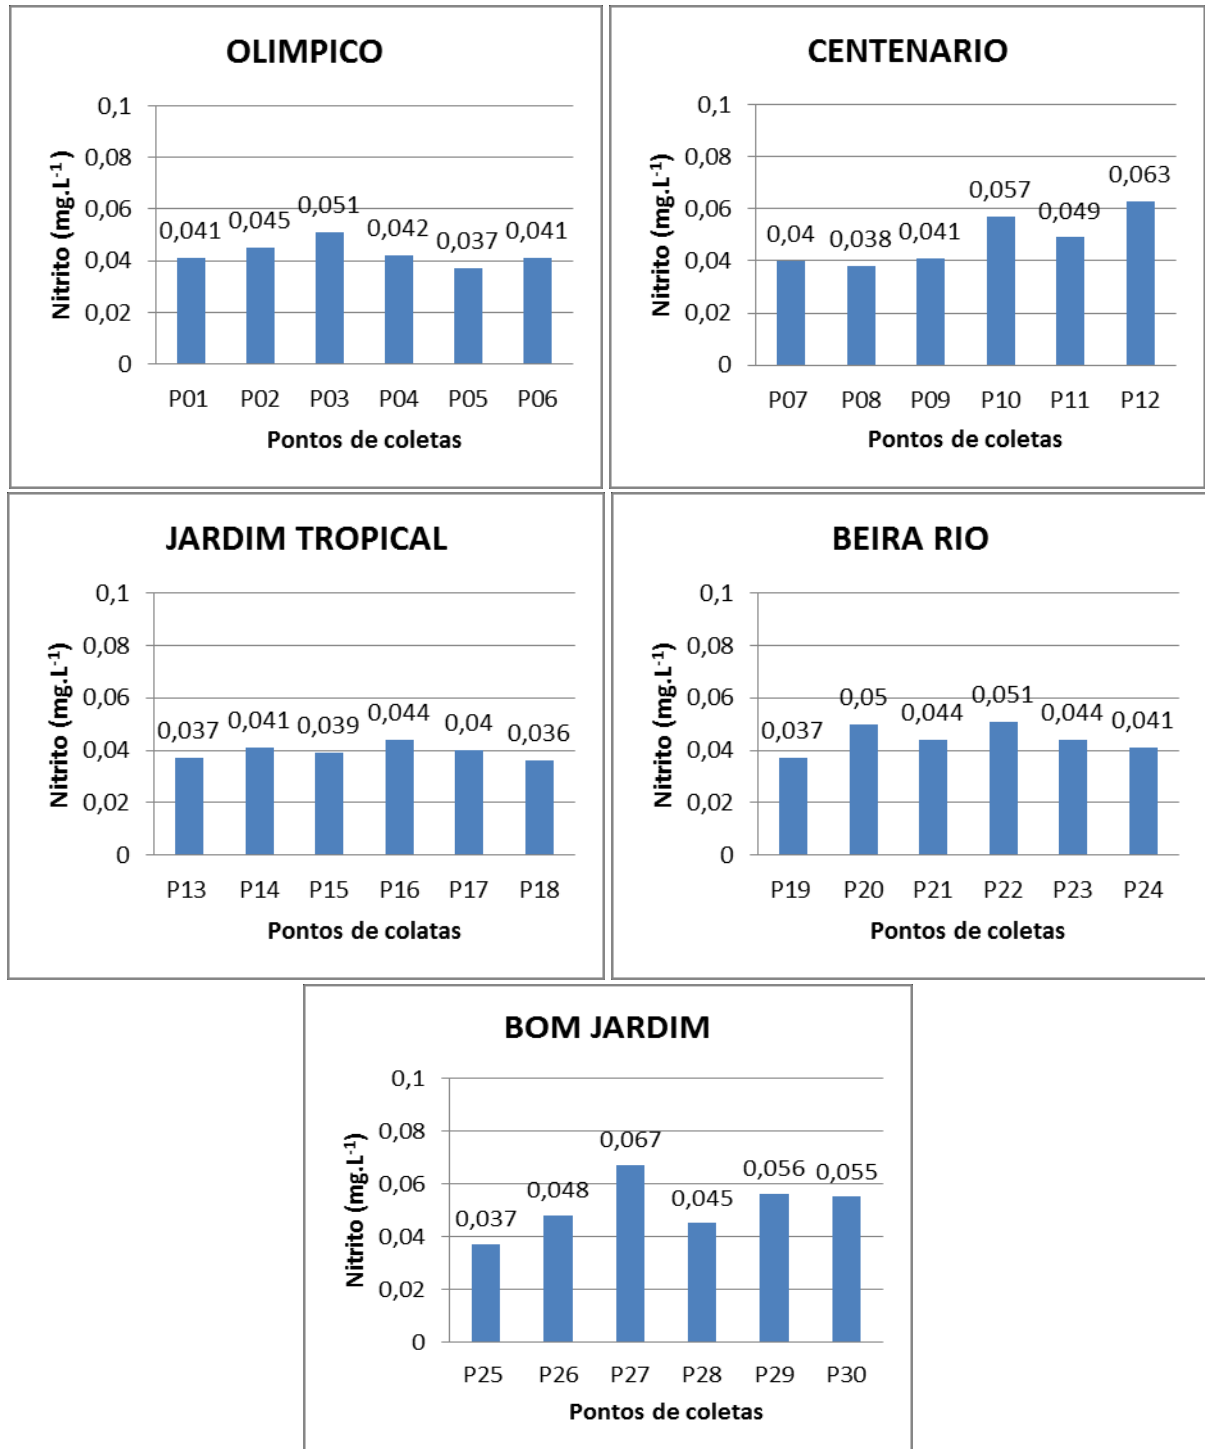 OLIMPICO
Nitrito (mg.L-1)
0,1
0,08
0,06
0,04
0,02
0
0,041 0,045 0,051 0,042 0,037 0,041
P01 P02 P03 P04 P05 P06
Pontos de coletas
CENTENARIO
Nitrito (mg.L-1)
0,1
0,08
0,06
0,04
0,02
0
0,04 0,038 0,041 0,057 0,049 0,063
P07 P08 P09 P10 P11 P12
Pontos de coletas
JARDIM TROPICAL
Nitrito (mg.L-1)
0,1
0,08
0,06
0,04
0,02
0
0,037 0,041 0,039 0,044 0,04 0,036
P13 P14 P15 P16 P17 P18
Pontos de colatas
BEIRA RIO
Nitrito (mg.L-1)
0,1
0,08
0,06
0,04
0,02
0
0,037 0,05 0,044 0,051 0,044 0,041
P19 P20 P21 P22 P23 P24
Pontos de coletas
BOM JARDIM
Nitrito (mg.L-1)
0,1
0,08
0,06
0,04
0,02
0
0,037 0,048 0,067 0,045 0,056 0,055
P25 P26 P27 P28 P29 P30
Pontos de coletas